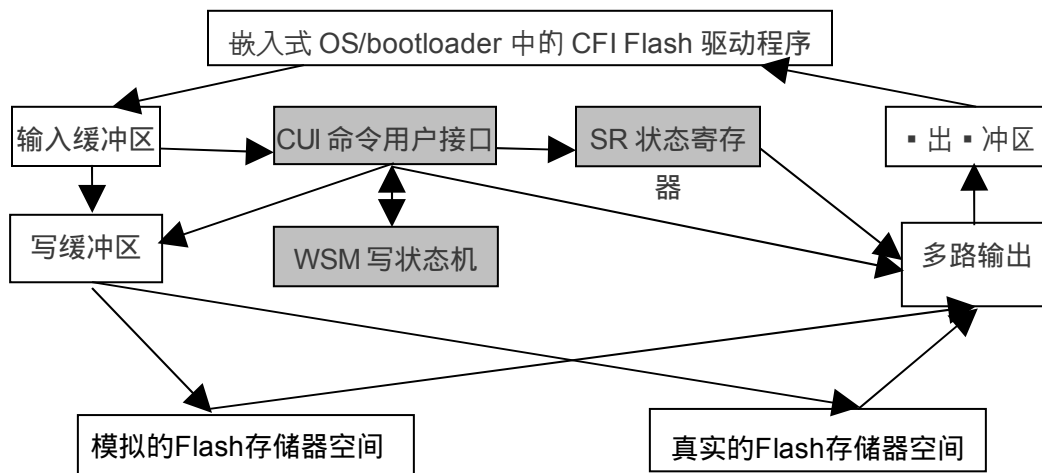 嵌入式 OS/bootloader 中的 CFI Flash 驱动程序
输入缓冲区
CUI 命令用户接口
SR 状态寄存
器
▪出▪冲区
写缓冲区
WSM 写状态机
多路输出
模拟的Flash存储器空间
真实的Flash存储器空间